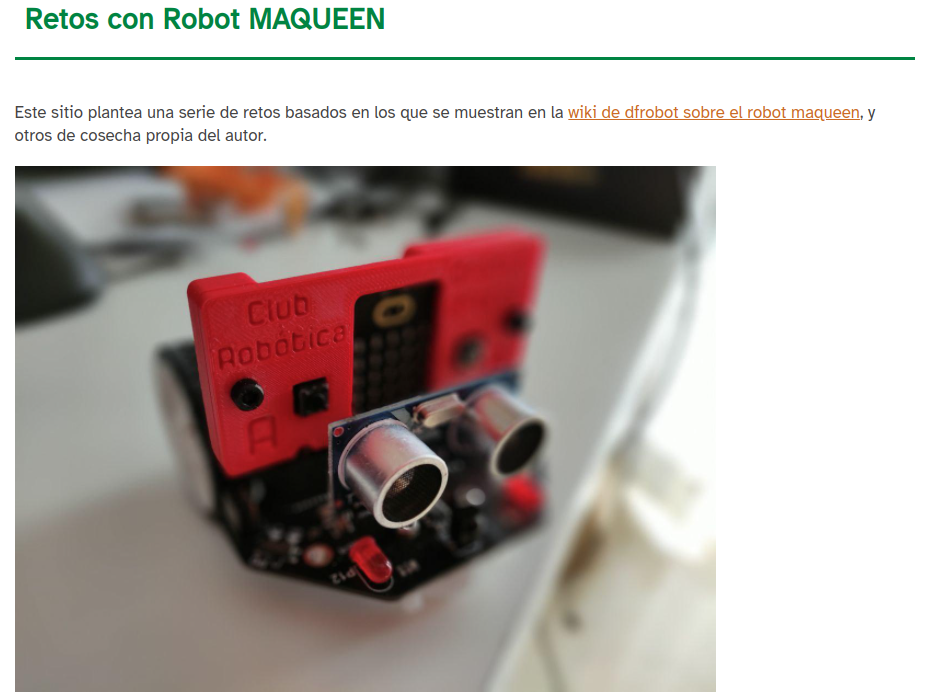 Retos con Robot MAQUEEN
Este sitio plantea una serie de retos basados en los que se muestran en la wiki de dfrobot sobre el robot maqueen, y
otros de cosecha propia del autor.
Club
Robótica
A
P12